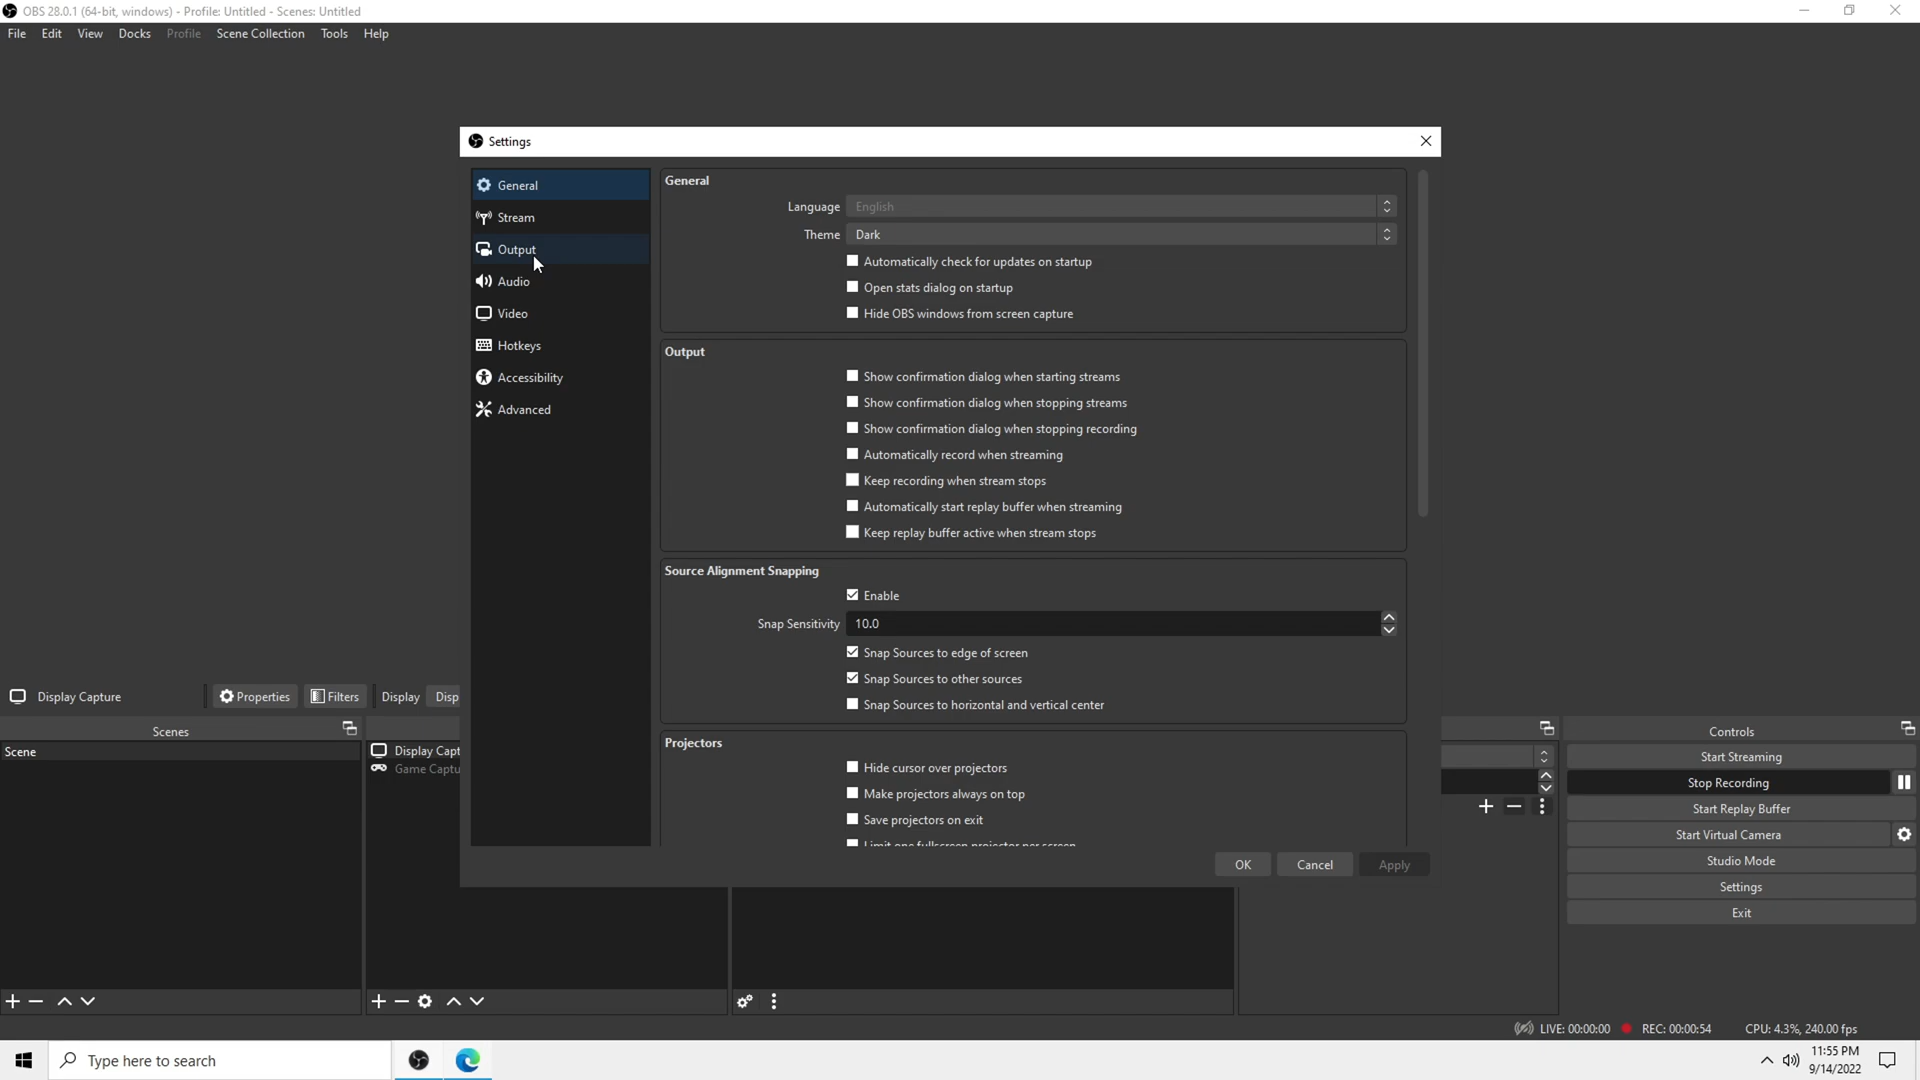 OBS 28.0.1 (64-bit, windows) - Profile: Untitled - Scenes: Untitled
File Edit View Docks Profile Scene Collection Tools Help
Settings
General
Stream
Output
Audio
Video
Hotkeys
Accessibility
Advanced
General
Language English
Theme Dark
Automatically check for updates on startup
Open stats dialog on startup
Hide OBS windows from screen capture
Output
Show confirmation dialog when starting streams
Show confirmation dialog when stopping streams
Show confirmation dialog when stopping recording
Automatically record when streaming
Keep recording when stream stops
Automatically start replay buffer when streaming
Keep replay buffer active when stream stops
Source Alignment Snapping
Enable
Snap Sensitivity 10.0
Snap Sources to edge of screen
Snap Sources to other sources
Snap Sources to horizontal and vertical center
Projectors
Hide cursor over projectors
Make projectors always on top
Save projectors on exit
Limit one fullscreen projector per screen
OK Cancel Apply
Display Capture Properties Filters Display Disp
Scenes
Scene
Display Capt
Game Captu
Controls
Start Streaming
Stop Recording
Start Replay Buffer
Start Virtual Camera
Studio Mode
Settings
Exit
LIVE: 00:00:00 REC: 00:00:54 CPU: 4.3%, 240.00 fps
Type here to search
11:55 PM
9/14/2022